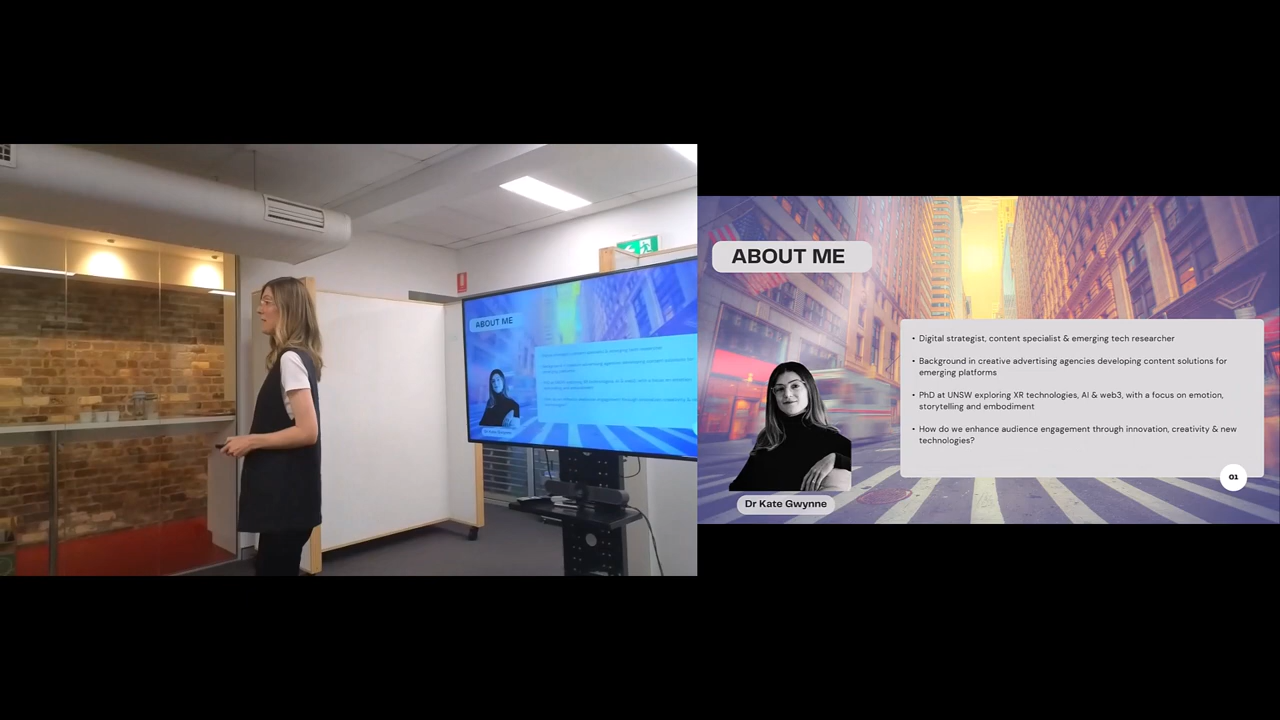 ABOUT ME
ABOUT ME
Digital strategist, content specialist & emerging tech researcher
Background in creative advertising agencies developing content solutions for
emerging platforms
PhD at UNSW exploring XR technologies, AI & web3, with a focus on emotion,
storytelling and embodiment
How do we enhance audience engagement through innovation, creativity & new
technologies?
01
Dr Kate Gwynne